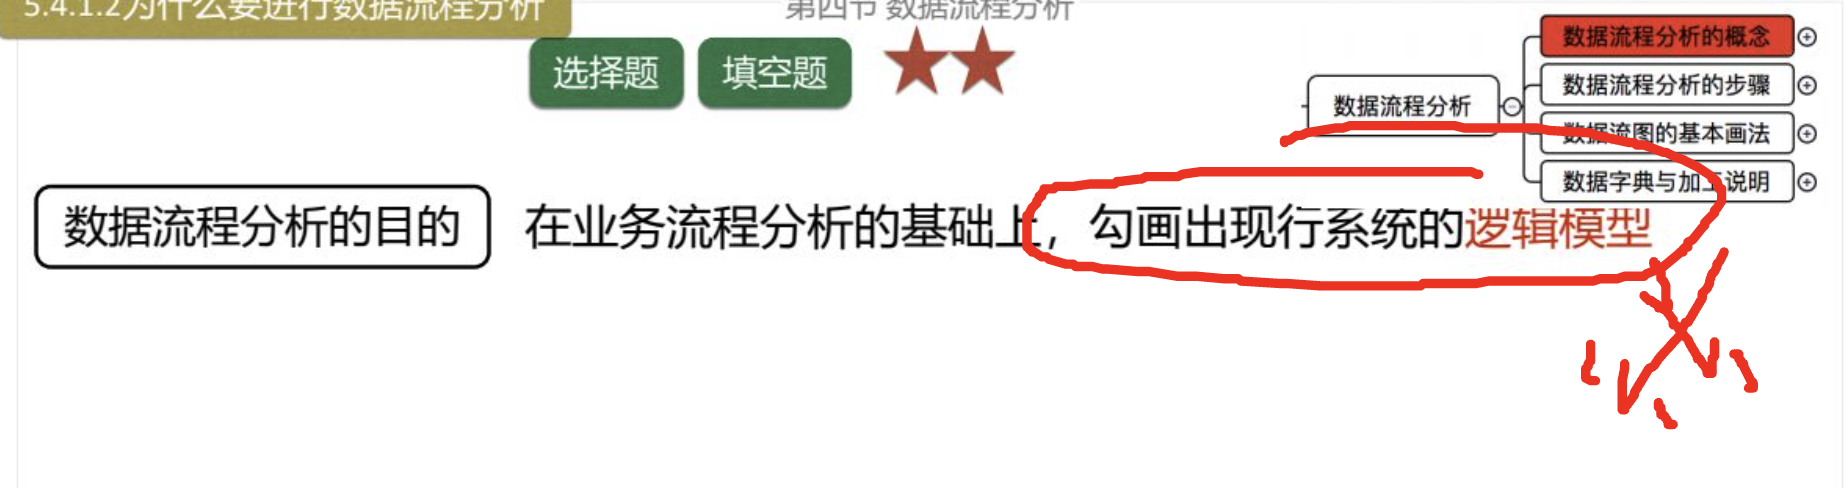 5.4.1.2为什么要进行数据流程分析
第四节 数据流程分析
选择题
填空题
数据流程分析
数据流程分析的概念
数据流程分析的步骤
数据流图的基本画法
数据字典与加工说明
数据流程分析的目的
在业务流程分析的基础上，勾画出现行系统的逻辑模型